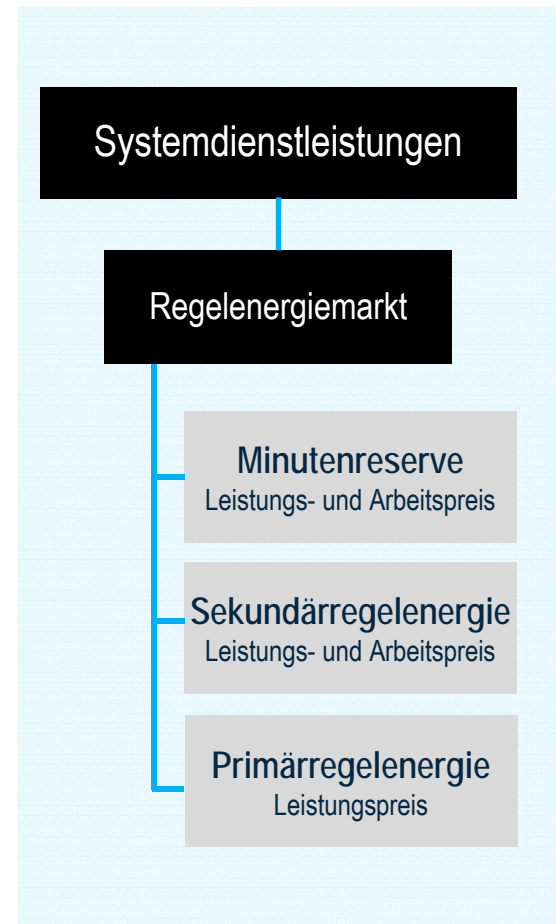 Systemdienstleistungen
Regelenergiemarkt
Minutenreserve
Leistungs- und Arbeitspreis
Sekundärregelenergie
Leistungs- und Arbeitspreis
Primärregelenergie
Leistungspreis